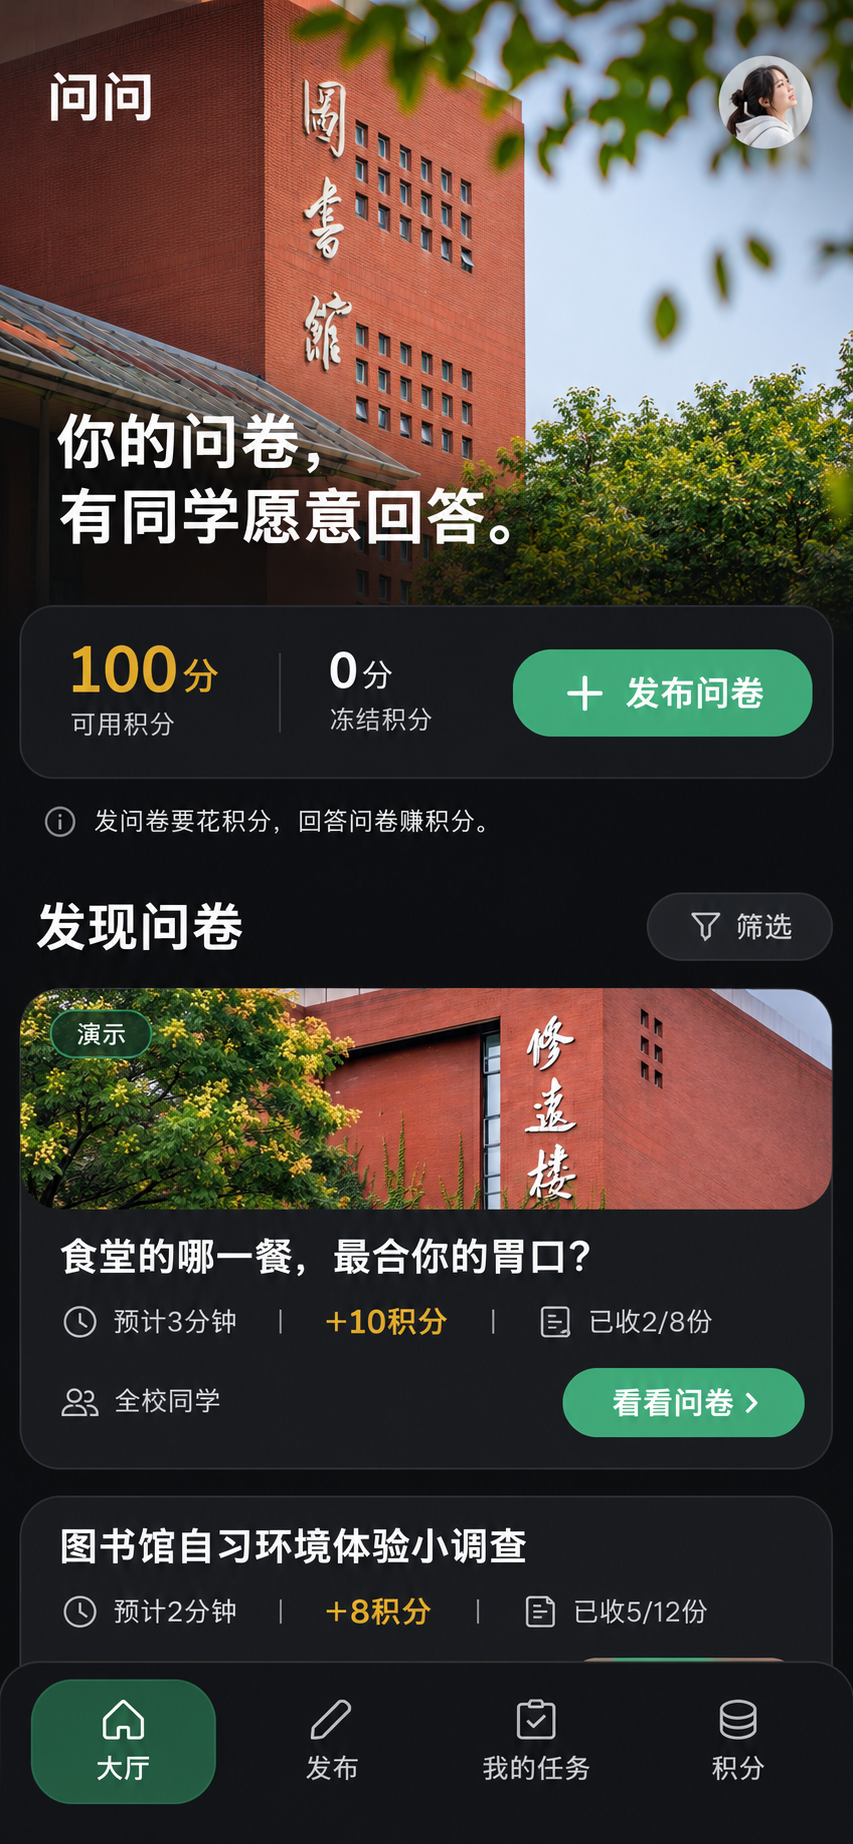 问问
圖書館
你的问卷，
有同学愿意回答。
100分
可用积分
0分
冻结积分
发布问卷
发问卷要花积分，回答问卷赚积分。
发现问卷
筛选
演示
修遠楼
食堂的哪一餐，最合你的胃口？
预计3分钟 | +10积分 | 已收2/8份
全校同学
看看问卷 >
图书馆自习环境体验小调查
预计2分钟 | +8积分 | 已收5/12份
大厅
发布
我的任务
积分